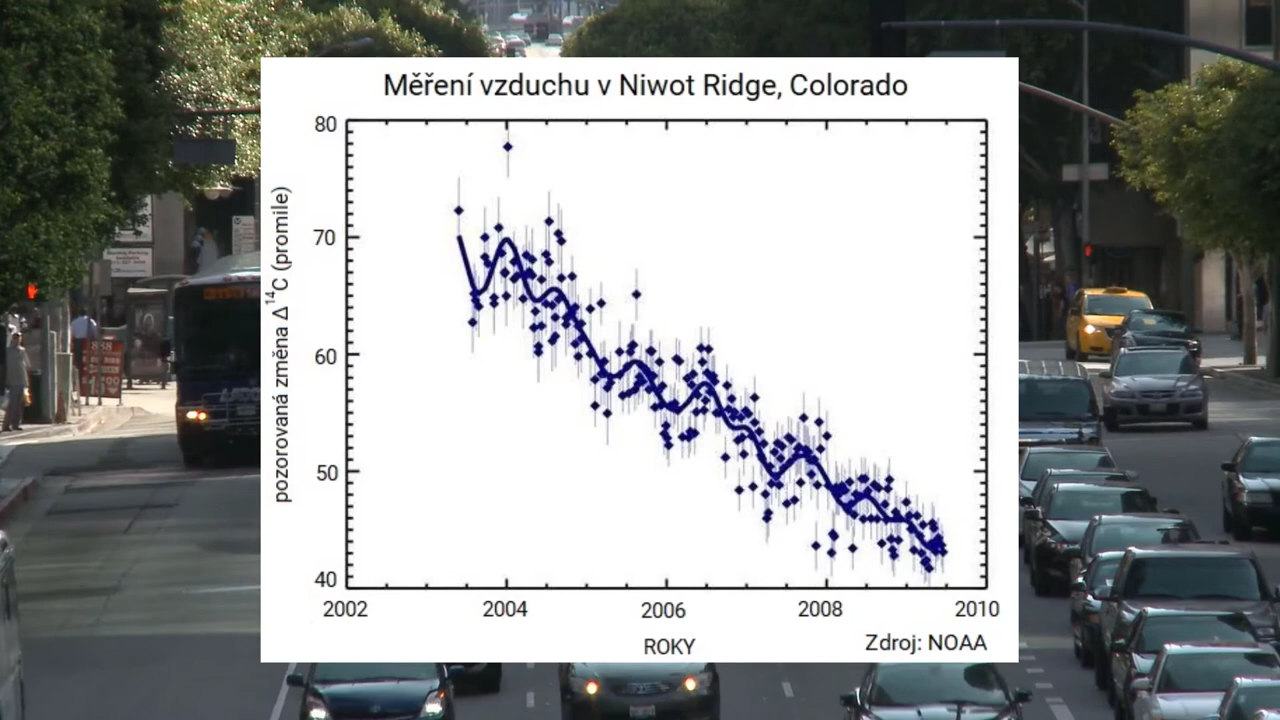 Měření vzduchu v Niwot Ridge, Colorado
80
70
60
50
40
pozorovaná změna Δ¹⁴C (promile)
2002
2004
2006
2008
2010
ROKY
Zdroj: NOAA